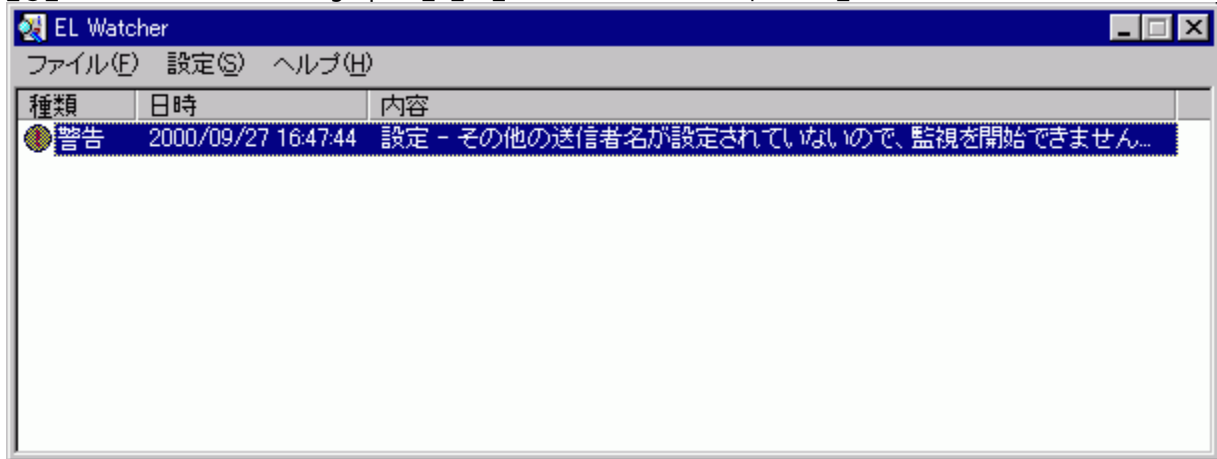 EL Watcher
ファイル(F) 設定(S) ヘルプ(H)
種類 日時 内容
警告 2000/09/27 16:47:44 設定 - その他の送信者名が設定されていないので、監視を開始できません...